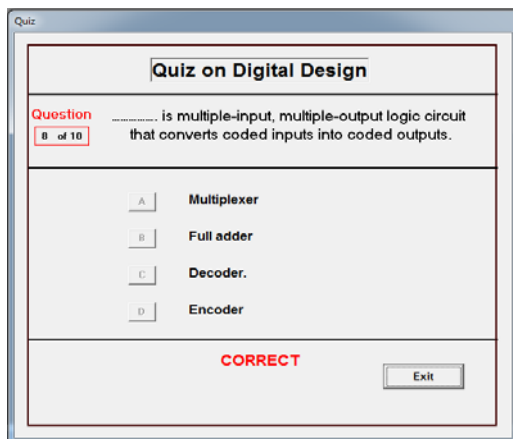 Quiz
Quiz on Digital Design
Question
8 of 10
................ is multiple-input, multiple-output logic circuit
that converts coded inputs into coded outputs.
A Multiplexer
B Full adder
C Decoder.
D Encoder
CORRECT
Exit